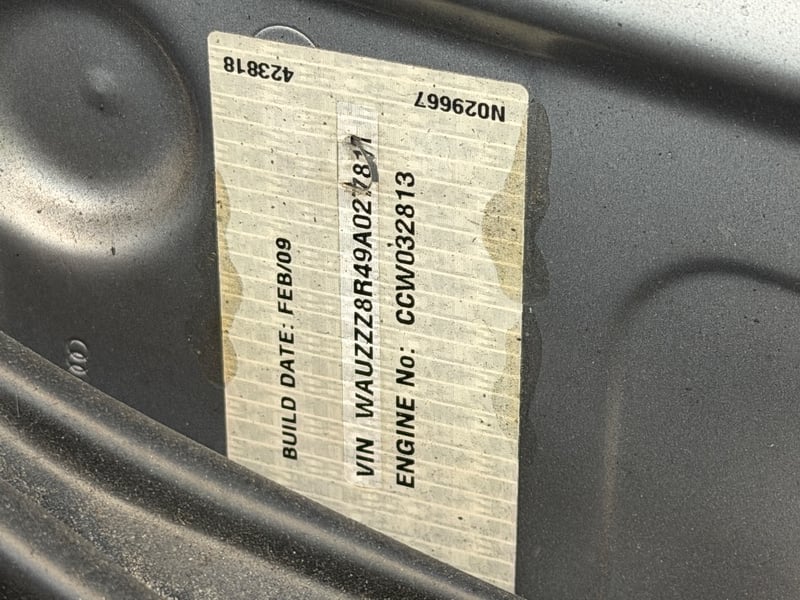 423818
N029667
BUILD DATE: FEB/09
VIN
ENGINE No: CCW032813